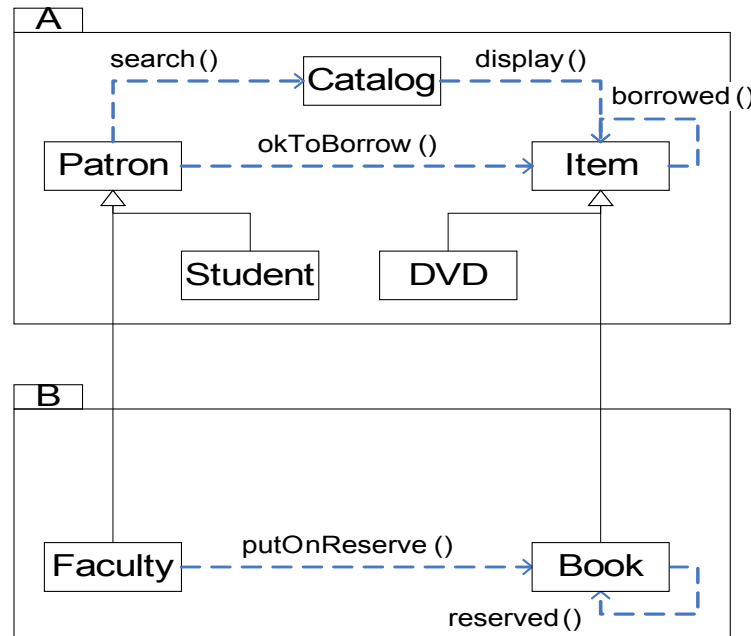 A
search()
Catalog
display()
borrowed()
Patron
okToBorrow()
Item
Student
DVD
B
Faculty
putOnReserve()
Book
reserved()